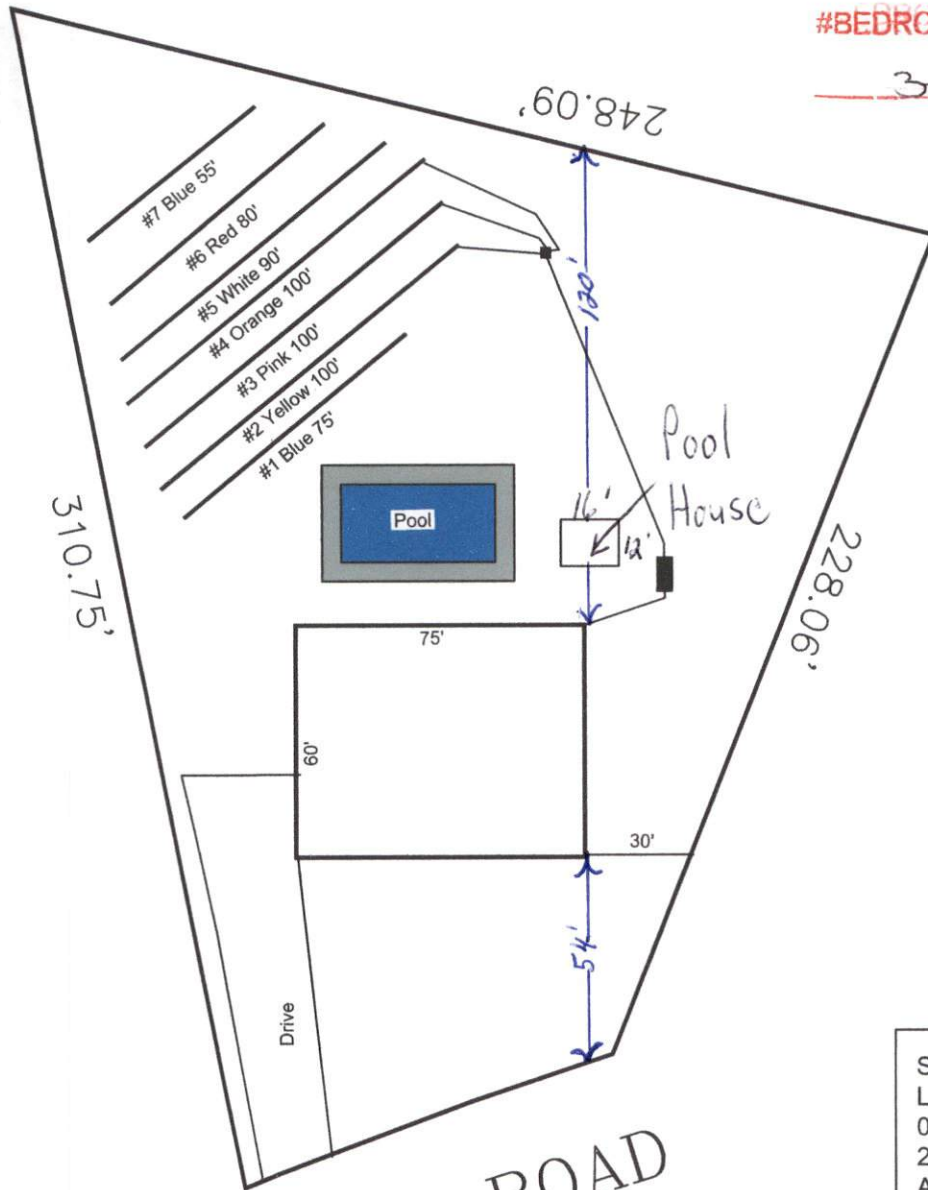 #BEDRO
3
248.09'
#7 Blue 55'
#6 Red 80'
#5 White 90'
#4 Orange 100'
#3 Pink 100'
#2 Yellow 100'
#1 Blue 75'
120'
Pool
House
16'
12'
Pool
310.75'
228.06'
75'
60'
30'
54'
Drive
ROAD
S
L
0
2
A